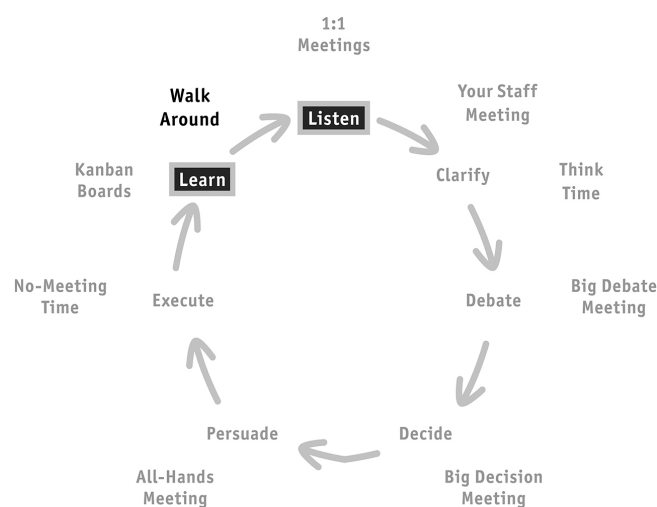 1:1
Meetings
Your Staff
Meeting
Walk
Around
Listen
Kanban
Boards
Learn
Clarify
Think
Time
No-Meeting
Time
Execute
Debate
Big Debate
Meeting
Persuade
Decide
All-Hands
Meeting
Big Decision
Meeting